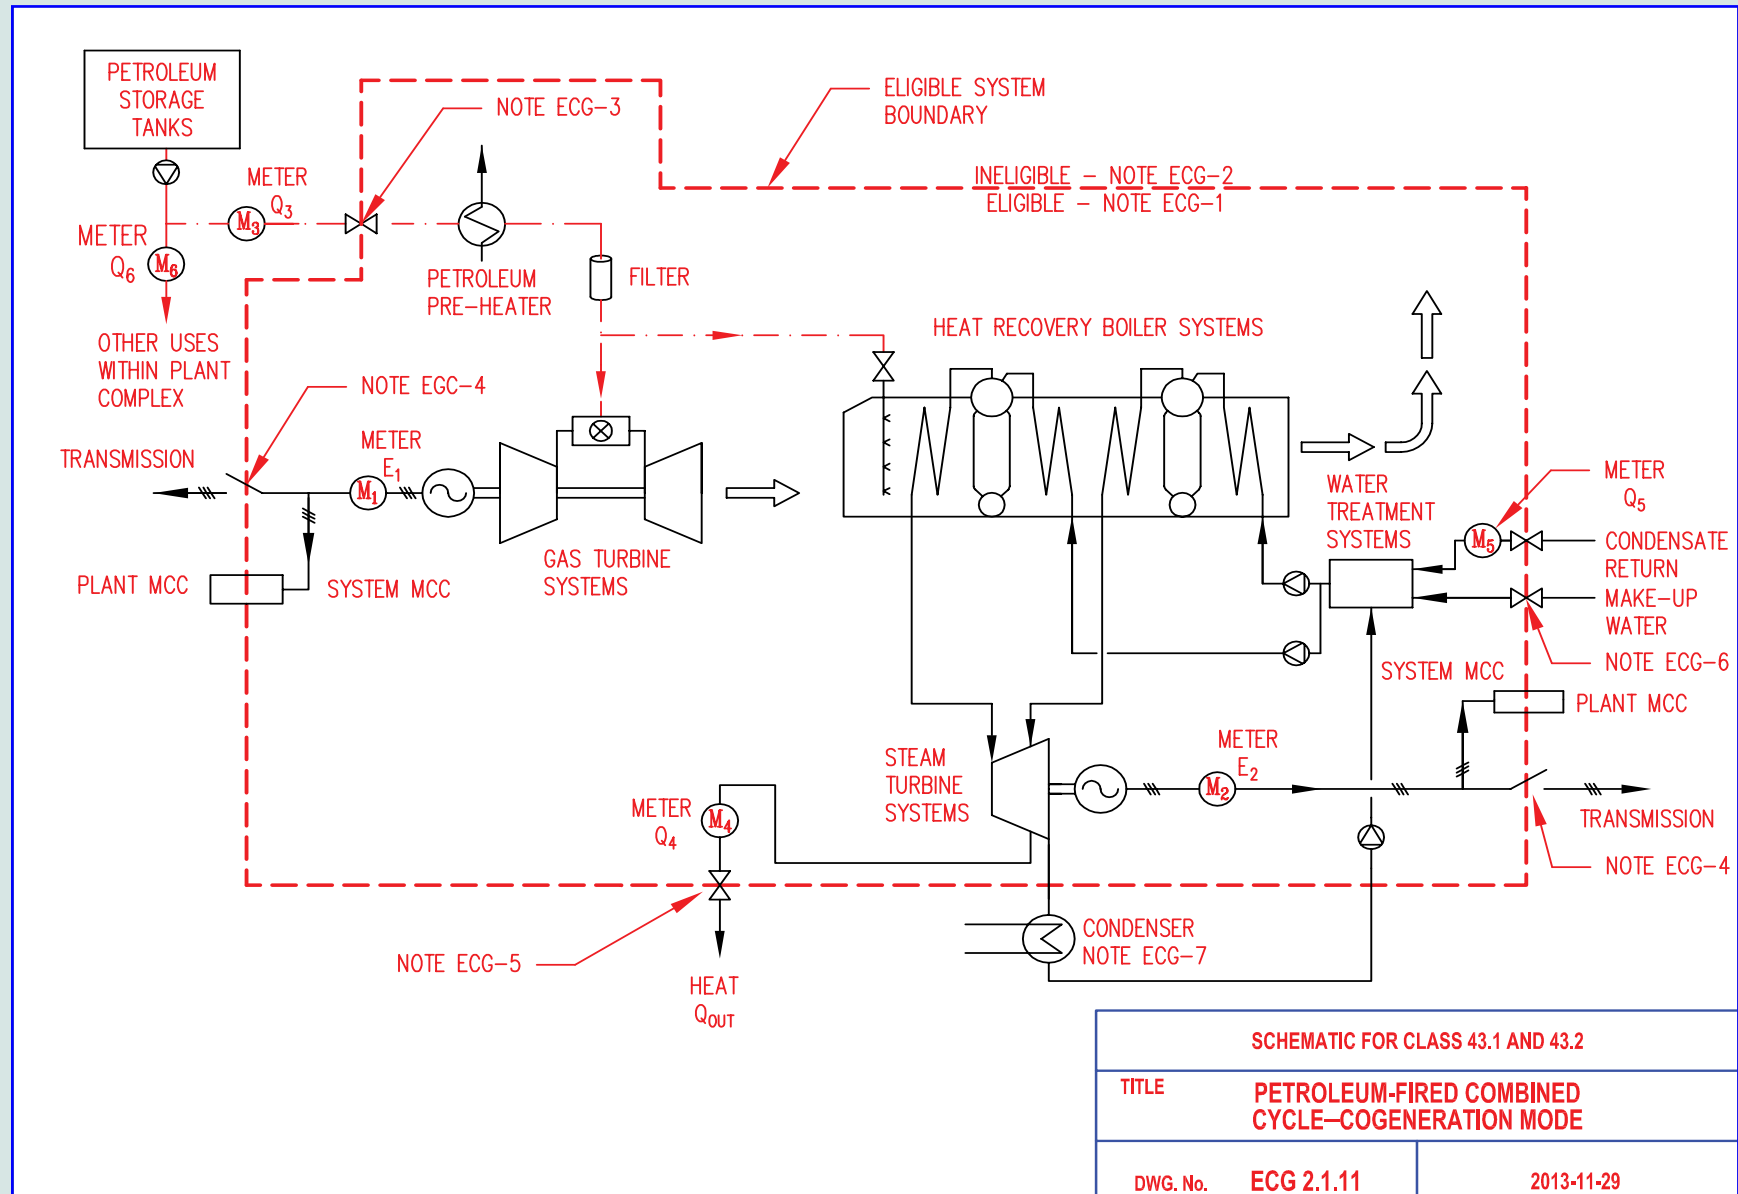 PETROLEUM
STORAGE
TANKS
NOTE ECG-3
ELIGIBLE SYSTEM
BOUNDARY
INELIGIBLE - NOTE ECG-2
ELIGIBLE - NOTE ECG-1
METER
Q3
M3
METER
Q6
M6
OTHER USES
WITHIN PLANT
COMPLEX
PETROLEUM
PRE-HEATER
FILTER
HEAT RECOVERY BOILER SYSTEMS
NOTE EGC-4
METER
E1
M1
TRANSMISSION
PLANT MCC
SYSTEM MCC
GAS TURBINE
SYSTEMS
WATER
TREATMENT
SYSTEMS
METER
Q5
M5
CONDENSATE
RETURN
MAKE-UP
WATER
NOTE ECG-6
SYSTEM MCC
PLANT MCC
STEAM
TURBINE
SYSTEMS
METER
E2
M2
TRANSMISSION
NOTE ECG-4
METER
Q4
M4
NOTE ECG-5
HEAT
QOUT
CONDENSER
NOTE ECG-7
SCHEMATIC FOR CLASS 43.1 AND 43.2
TITLE
PETROLEUM-FIRED COMBINED
CYCLE–COGENERATION MODE
DWG. No. ECG 2.1.11
2013-11-29